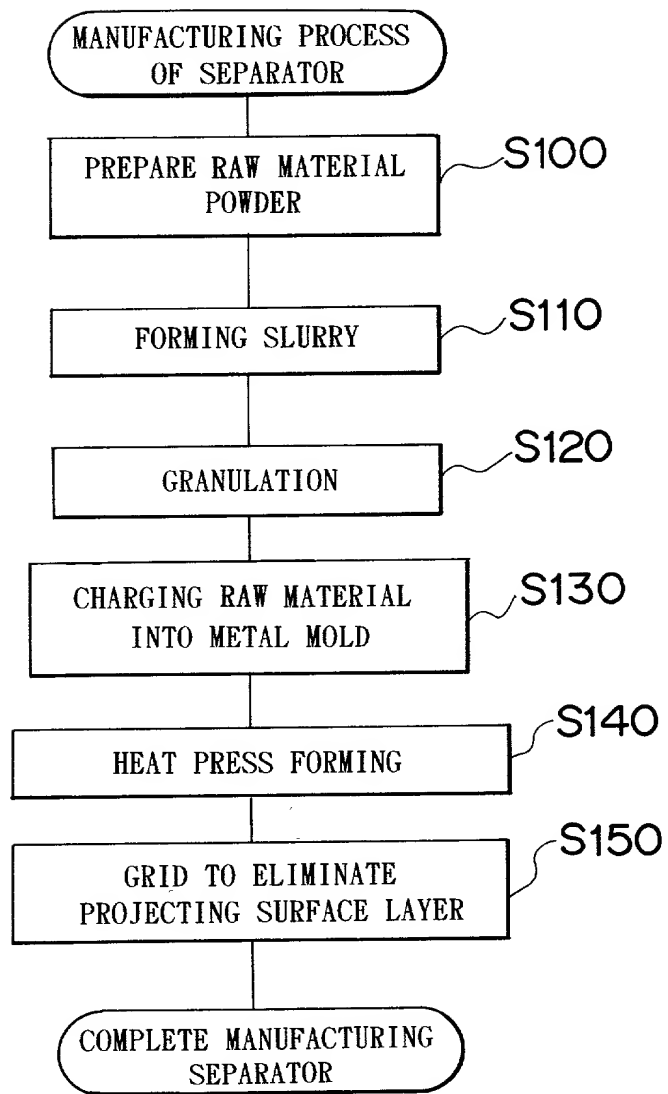 MANUFACTURING PROCESS
OF SEPARATOR
PREPARE RAW MATERIAL
POWDER
S100
FORMING SLURRY
S110
GRANULATION
S120
CHARGING RAW MATERIAL
INTO METAL MOLD
S130
HEAT PRESS FORMING
S140
GRID TO ELIMINATE
PROJECTING SURFACE LAYER
S150
COMPLETE MANUFACTURING
SEPARATOR